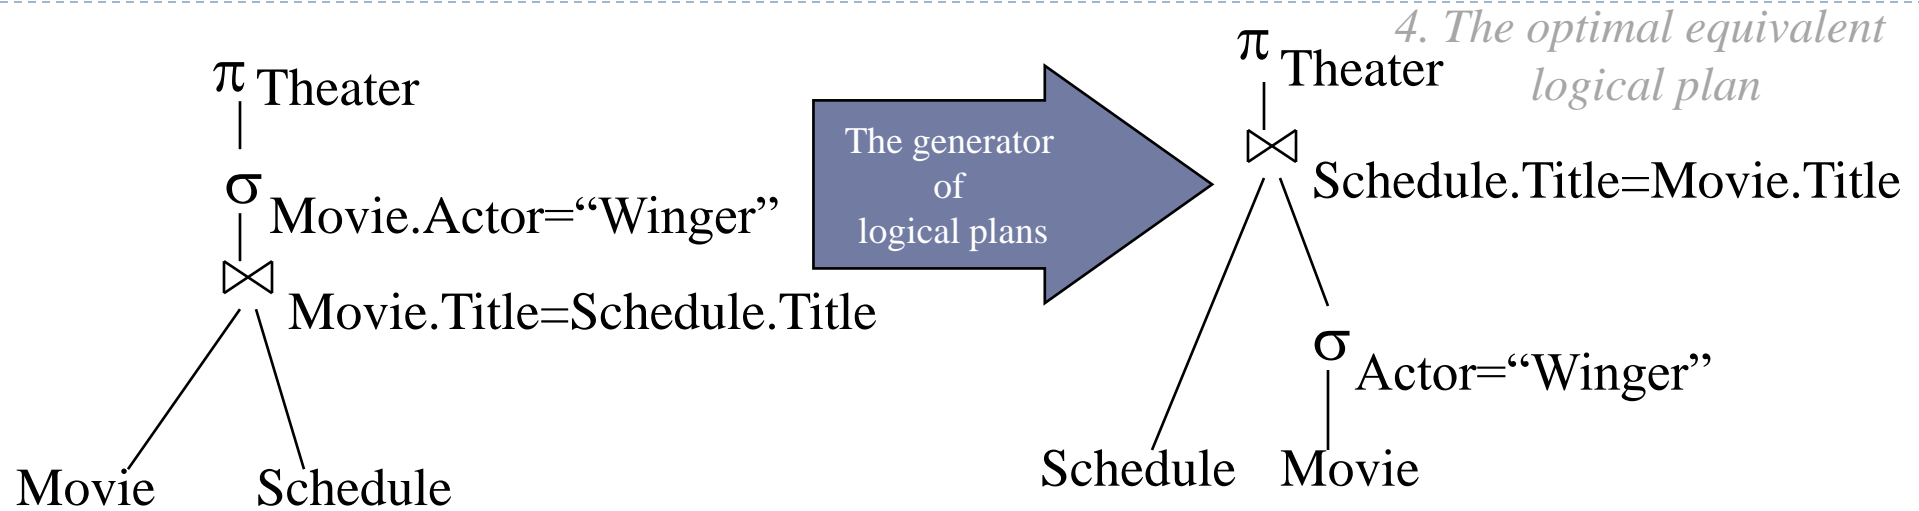 4. The optimal equivalent
logical plan
π Theater
σ Movie.Actor=“Winger”
⋈ Movie.Title=Schedule.Title
Movie Schedule
The generator
of
logical plans
π Theater
⋈ Schedule.Title=Movie.Title
σ Actor=“Winger”
Schedule Movie